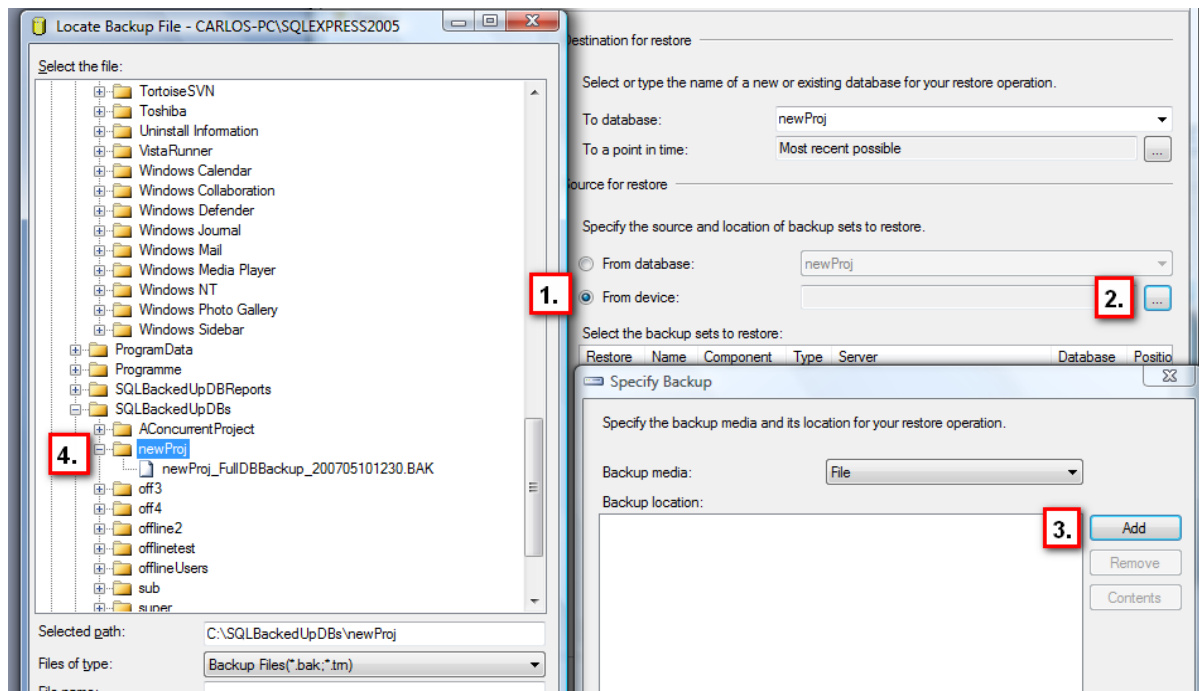 Locate Backup File - CARLOS-PC\SQLEXPRESS2005
Select the file:
TortoiseSVN
Toshiba
Uninstall Information
VistaRunner
Windows Calendar
Windows Collaboration
Windows Defender
Windows Journal
Windows Mail
Windows Media Player
Windows NT
Windows Photo Gallery
Windows Sidebar
ProgramData
Programme
SQLBackedUpDBReports
SQLBackedUpDBs
AConcurrentProject
4.
newProj
newProj_FullDBBackup_200705101230.BAK
off3
off4
offline2
offlinetest
offlineUsers
sub
super
Selected path: C:\SQLBackedUpDBs\newProj
Files of type: Backup Files(*.bak;*.trn)
File name:
Destination for restore
Select or type the name of a new or existing database for your restore operation.
To database: newProj
To a point in time: Most recent possible ...
Source for restore
Specify the source and location of backup sets to restore.
From database: newProj
1. From device: 2. ...
Select the backup sets to restore:
Restore Name Component Type Server Database Positio
Specify Backup
Specify the backup media and its location for your restore operation.
Backup media: File
Backup location:
3. Add
Remove
Contents